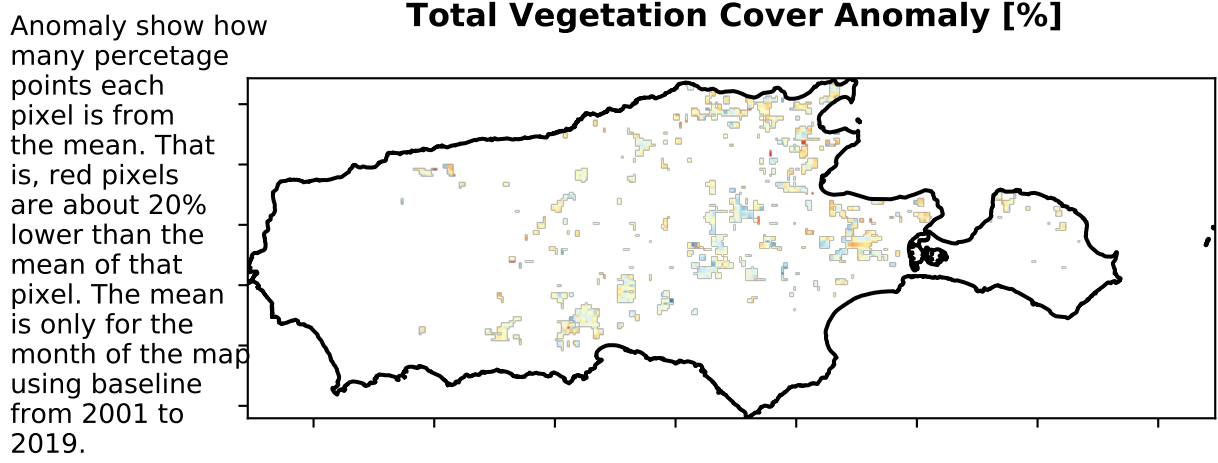 Total Vegetation Cover Anomaly [%]
Anomaly show how
many percetage
points each
pixel is from
the mean. That
is, red pixels
are about 20%
lower than the
mean of that
pixel. The mean
is only for the
month of the map
using baseline
from 2001 to
2019.